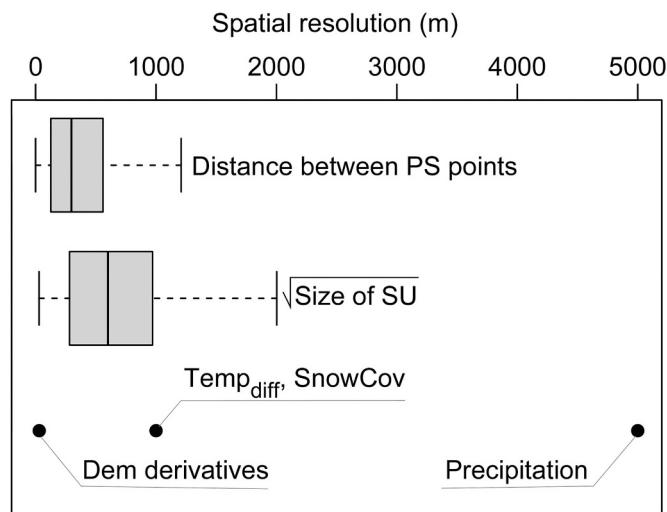 Spatial resolution (m)
0 1000 2000 3000 4000 5000
Distance between PS points
√Size of SU
Temp_diff, SnowCov
Dem derivatives
Precipitation